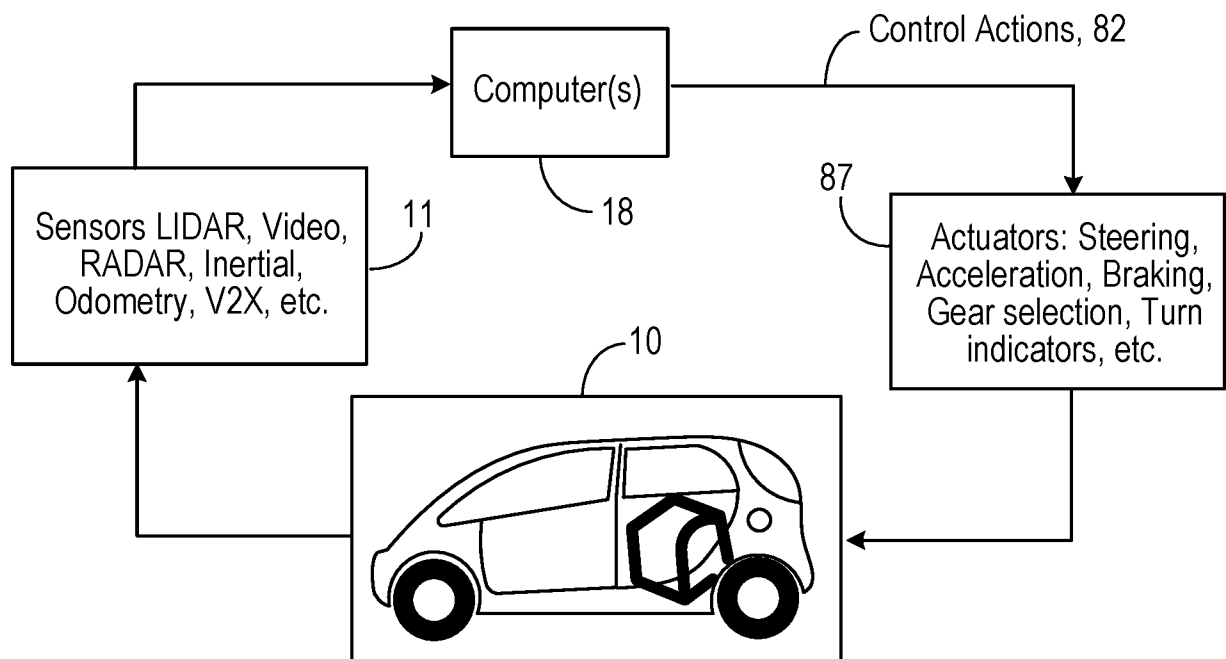 Control Actions, 82
Computer(s)
18
87
Sensors LIDAR, Video,
RADAR, Inertial,
Odometry, V2X, etc.
11
Actuators: Steering,
Acceleration, Braking,
Gear selection, Turn
indicators, etc.
10